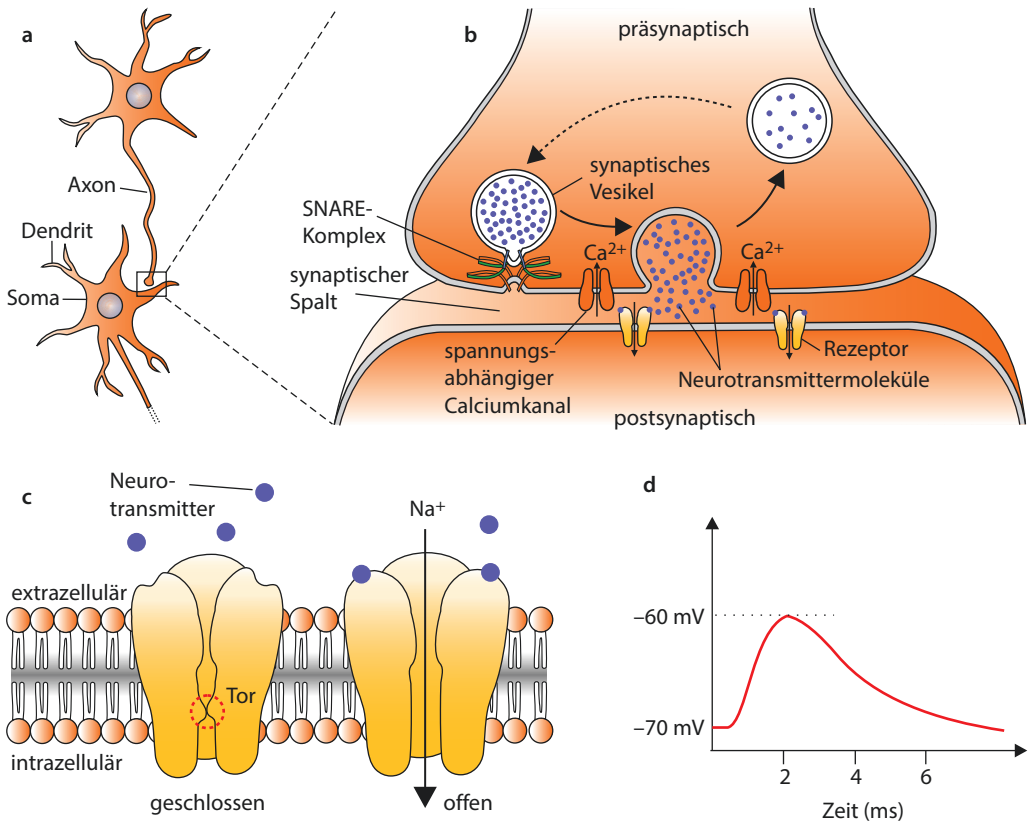 a
Axon
Dendrit
Soma
b
präsynaptisch
synaptisches
Vesikel
SNARE-
Komplex
Ca²⁺
Ca²⁺
synaptischer
Spalt
spannungs-
abhängiger
Calciumkanal
Rezeptor
Neurotransmittermoleküle
postsynaptisch
c
Neuro-
transmitter
Na⁺
extrazellulär
Tor
intrazellulär
geschlossen
offen
d
–60 mV
–70 mV
2 4 6
Zeit (ms)